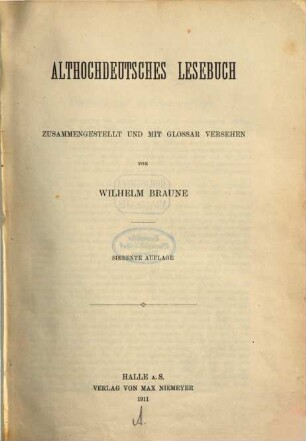 ALTHOCHDEUTSCHES LESEBUCH
ZUSAMMENGESTELLT UND MIT GLOSSAR VERSEHEN
VON
WILHELM BRAUNE
SIEBENTE AUFLAGE
HALLE A. S.
VERLAG VON MAX NIEMEYER
1911